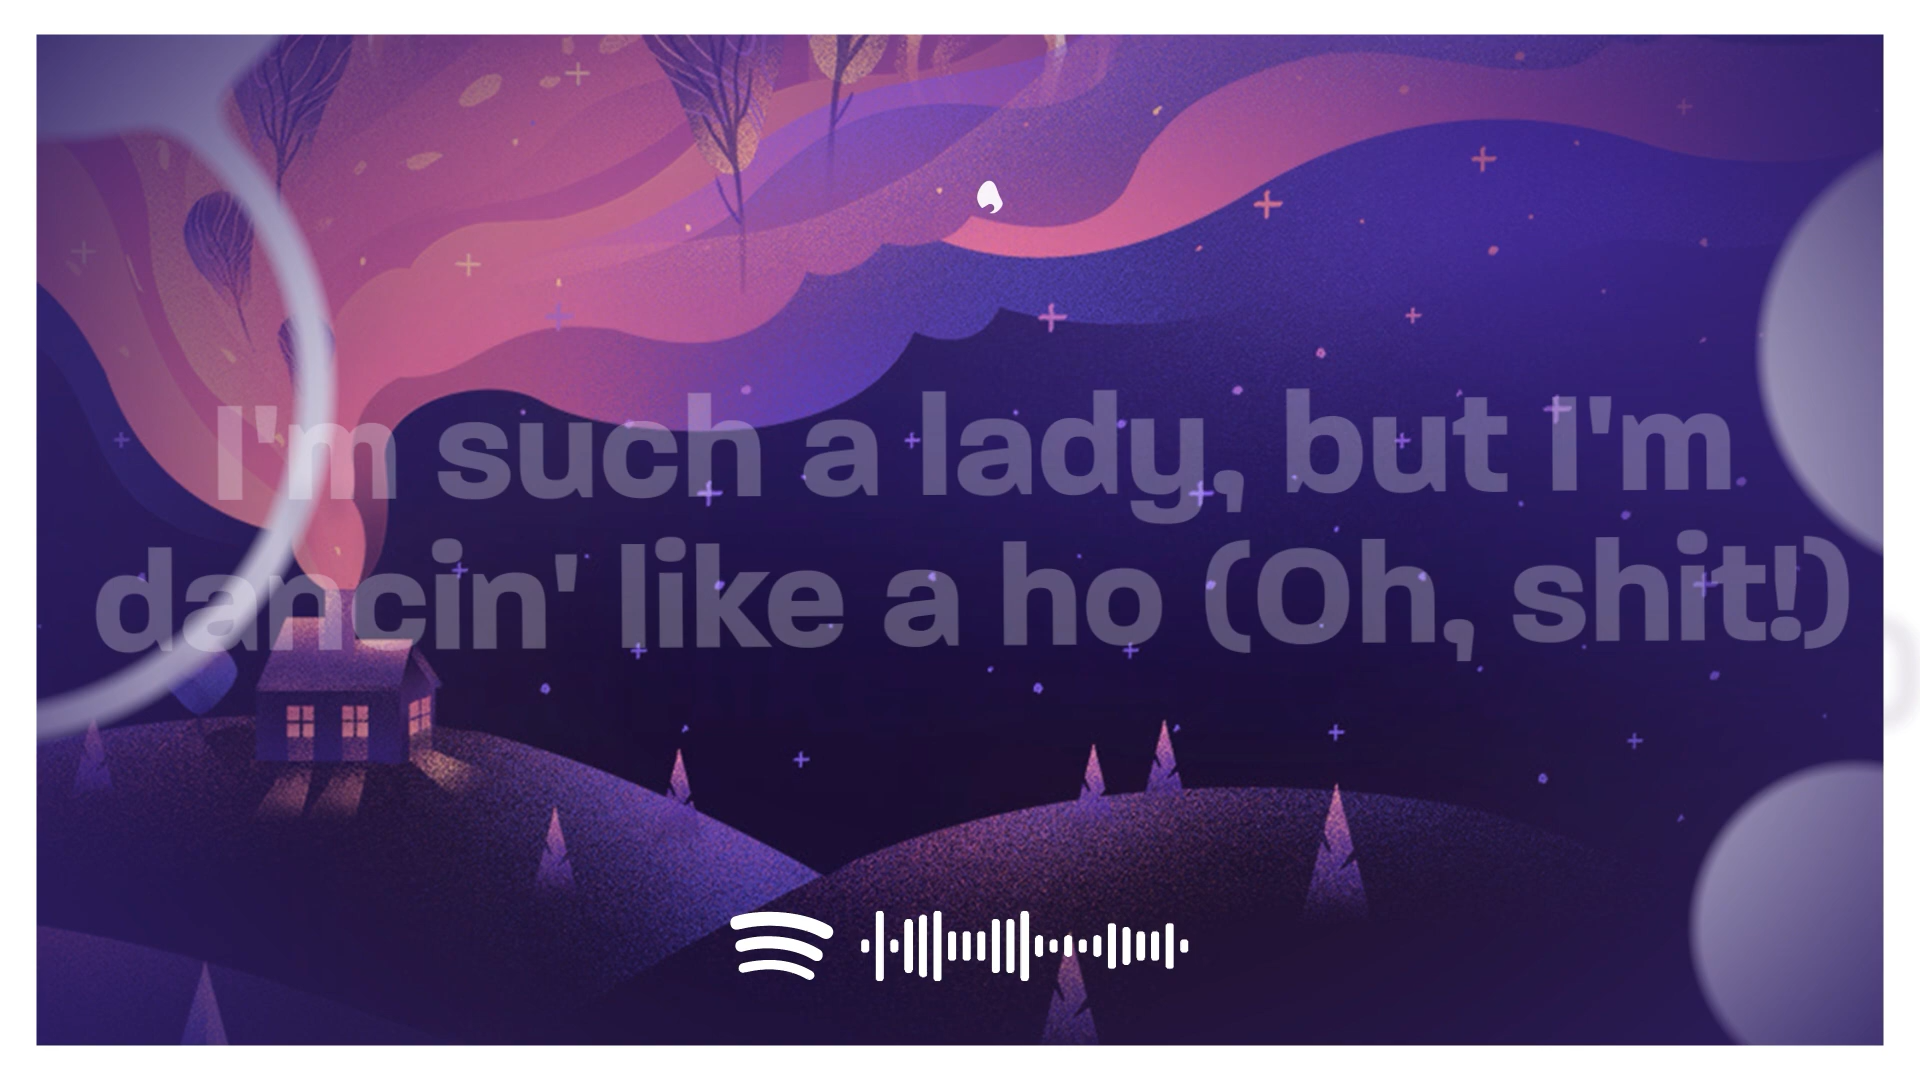 I'm such a lady, but I'm
dancin' like a ho (Oh, shit!)